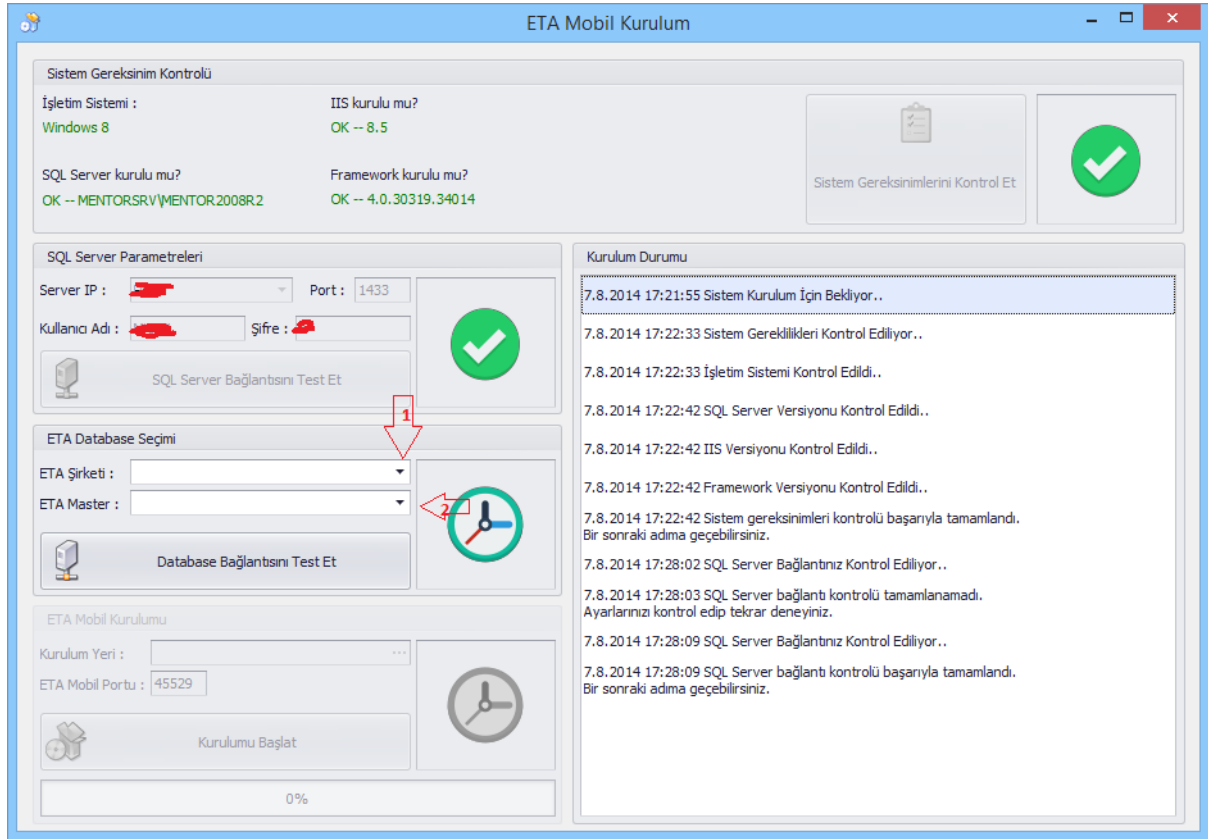 ETA Mobil Kurulum
Sistem Gereksinim Kontrolü
İşletim Sistemi :
Windows 8
IIS kurulu mu?
OK -- 8.5
SQL Server kurulu mu?
OK -- MENTORSRV\MENTOR2008R2
Framework kurulu mu?
OK -- 4.0.30319.34014
Sistem Gereksinimlerini Kontrol Et
SQL Server Parametreleri
Server IP :
Port : 1433
Kullanıcı Adı :
Şifre :
SQL Server Bağlantısını Test Et
1
ETA Database Seçimi
ETA Şirketi :
ETA Master :
2
Database Bağlantısını Test Et
ETA Mobil Kurulumu
Kurulum Yeri :
ETA Mobil Portu : 45529
Kurulumu Başlat
0%
Kurulum Durumu
7.8.2014 17:21:55 Sistem Kurulum İçin Bekliyor..
7.8.2014 17:22:33 Sistem Gereklilikleri Kontrol Ediliyor..
7.8.2014 17:22:33 İşletim Sistemi Kontrol Edildi..
7.8.2014 17:22:42 SQL Server Versiyonu Kontrol Edildi..
7.8.2014 17:22:42 IIS Versiyonu Kontrol Edildi..
7.8.2014 17:22:42 Framework Versiyonu Kontrol Edildi..
7.8.2014 17:22:42 Sistem gereksinimleri kontrolü başarıyla tamamlandı.
Bir sonraki adıma geçebilirsiniz.
7.8.2014 17:28:02 SQL Server Bağlantınız Kontrol Ediliyor..
7.8.2014 17:28:03 SQL Server bağlantı kontrolü tamamlanamadı.
Ayarlarınızı kontrol edip tekrar deneyiniz.
7.8.2014 17:28:09 SQL Server Bağlantınız Kontrol Ediliyor..
7.8.2014 17:28:09 SQL Server bağlantı kontrolü başarıyla tamamlandı.
Bir sonraki adıma geçebilirsiniz.